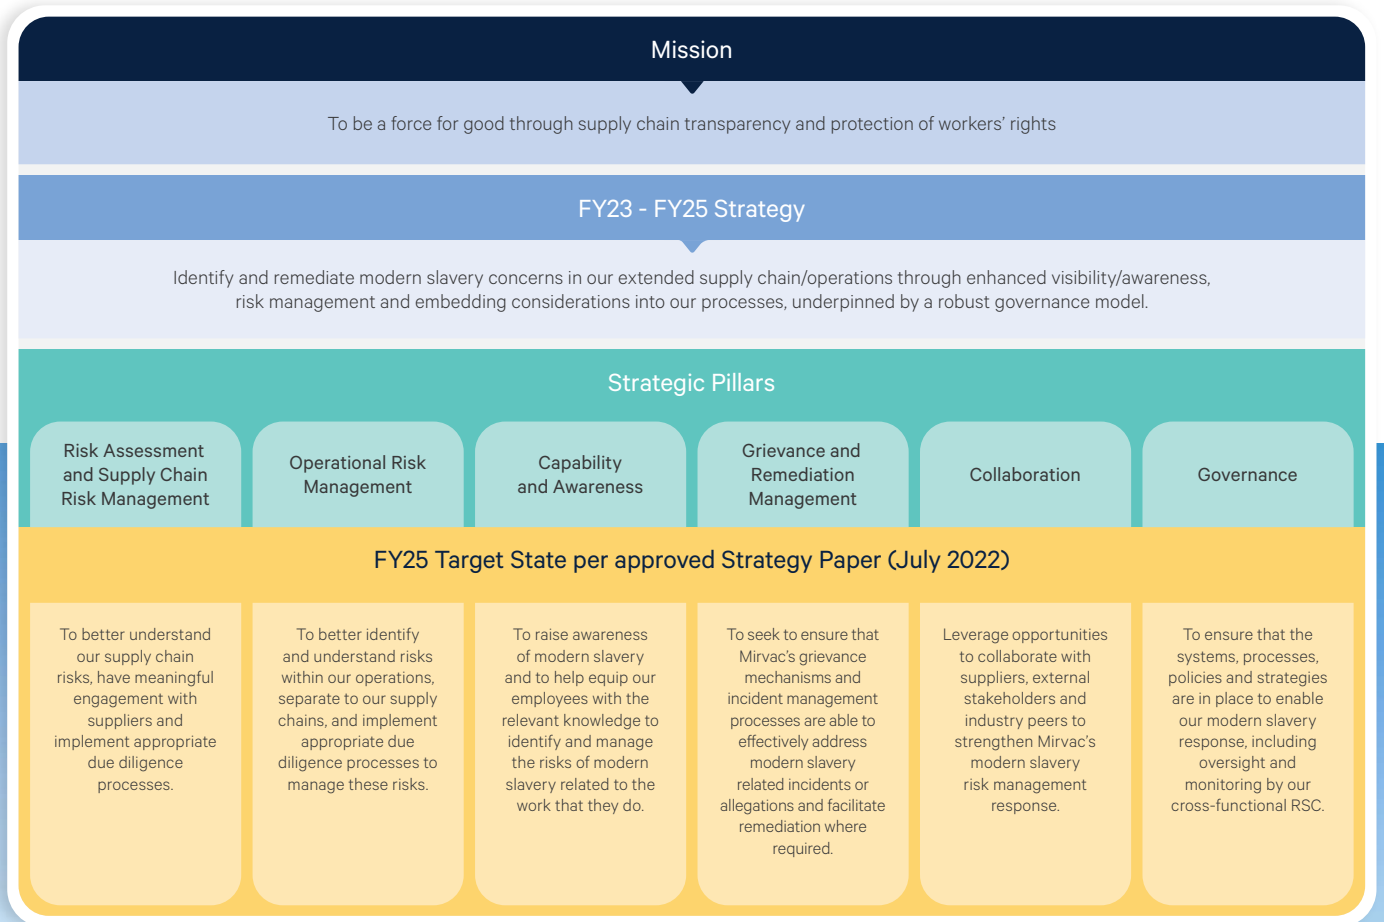 Mission
To be a force for good through supply chain transparency and protection of workers’ rights
FY23 - FY25 Strategy
Identify and remediate modern slavery concerns in our extended supply chain/operations through enhanced visibility/awareness,
risk management and embedding considerations into our processes, underpinned by a robust governance model.
Strategic Pillars
Risk Assessment
and Supply Chain
Risk Management
Operational Risk
Management
Capability
and Awareness
Grievance and
Remediation
Management
Collaboration
Governance
FY25 Target State per approved Strategy Paper (July 2022)
To better understand
our supply chain
risks, have meaningful
engagement with
suppliers and
implement appropriate
due diligence
processes.
To better identify
and understand risks
within our operations,
separate to our supply
chains, and implement
appropriate due
diligence processes to
manage these risks.
To raise awareness
of modern slavery
and to help equip our
employees with the
relevant knowledge to
identify and manage
the risks of modern
slavery related to the
work that they do.
To seek to ensure that
Mirvac’s grievance
mechanisms and
incident management
processes are able to
effectively address
modern slavery
related incidents or
allegations and facilitate
remediation where
required.
Leverage opportunities
to collaborate with
suppliers, external
stakeholders and
industry peers to
strengthen Mirvac’s
modern slavery
risk management
response.
To ensure that the
systems, processes,
policies and strategies
are in place to enable
our modern slavery
response, including
oversight and
monitoring by our
cross-functional RSC.